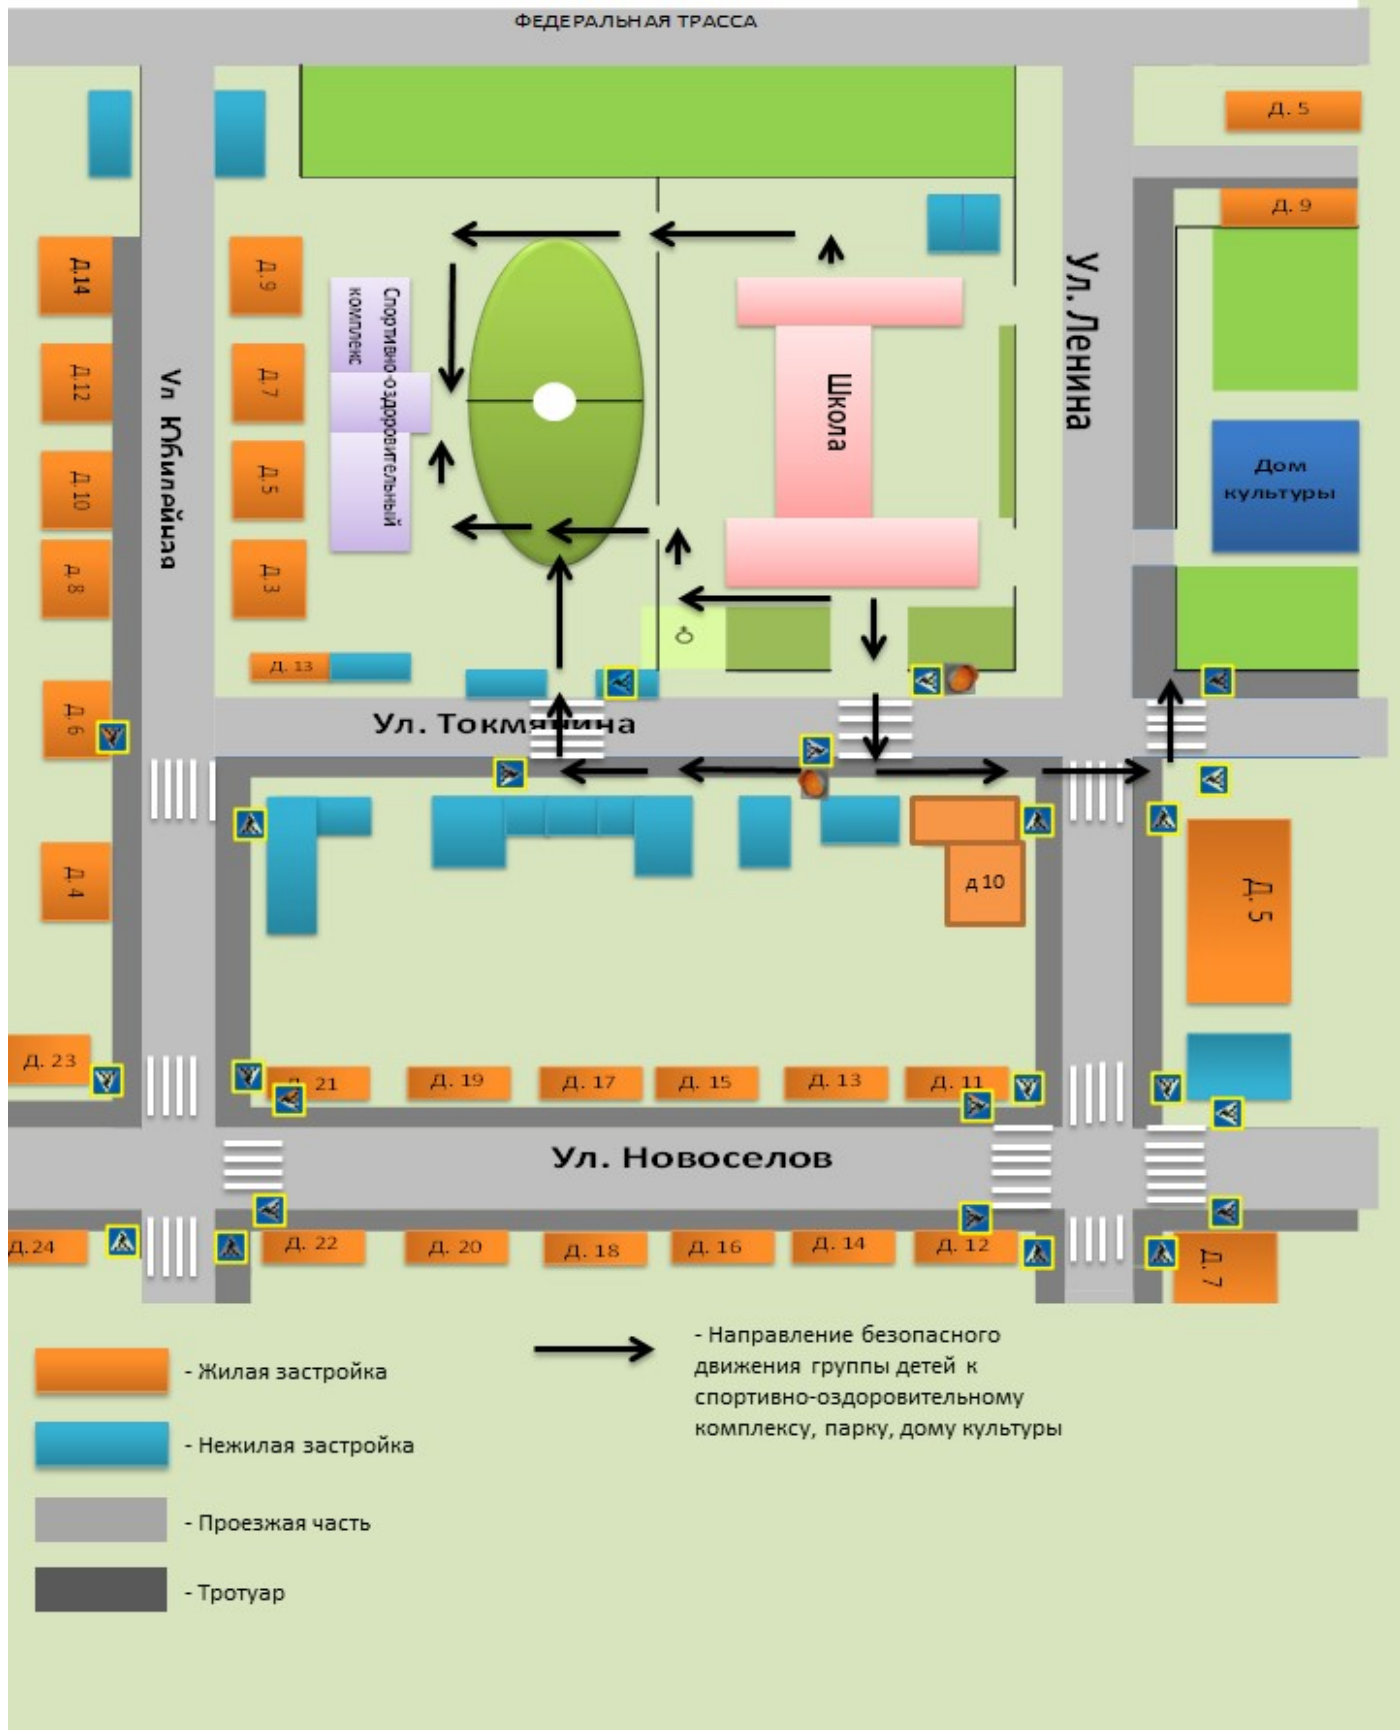 ФЕДЕРАЛЬНАЯ ТРАССА
Д. 5
Д. 9
Ул. Ленина
Д.14
Д.9
Спортивно-оздоровительный
комплекс
Школа
Д.12
Ул Юбилейная
Д.7
Д.10
Д.5
Дом
культуры
Д.8
Д.3
Д. 13
Д.6
Ул. Токмянина
Д.4
д 10
Д. 5
Д. 23
Д. 21
Д. 19
Д. 17
Д. 15
Д. 13
Д. 11
Ул. Новоселов
Д. 24
Д. 22
Д. 20
Д. 18
Д. 16
Д. 14
Д. 12
Д. 7
- Жилая застройка
- Нежилая застройка
- Проезжая часть
- Тротуар
- Направление безопасного
движения группы детей к
спортивно-оздоровительному
комплексу, парку, дому культуры